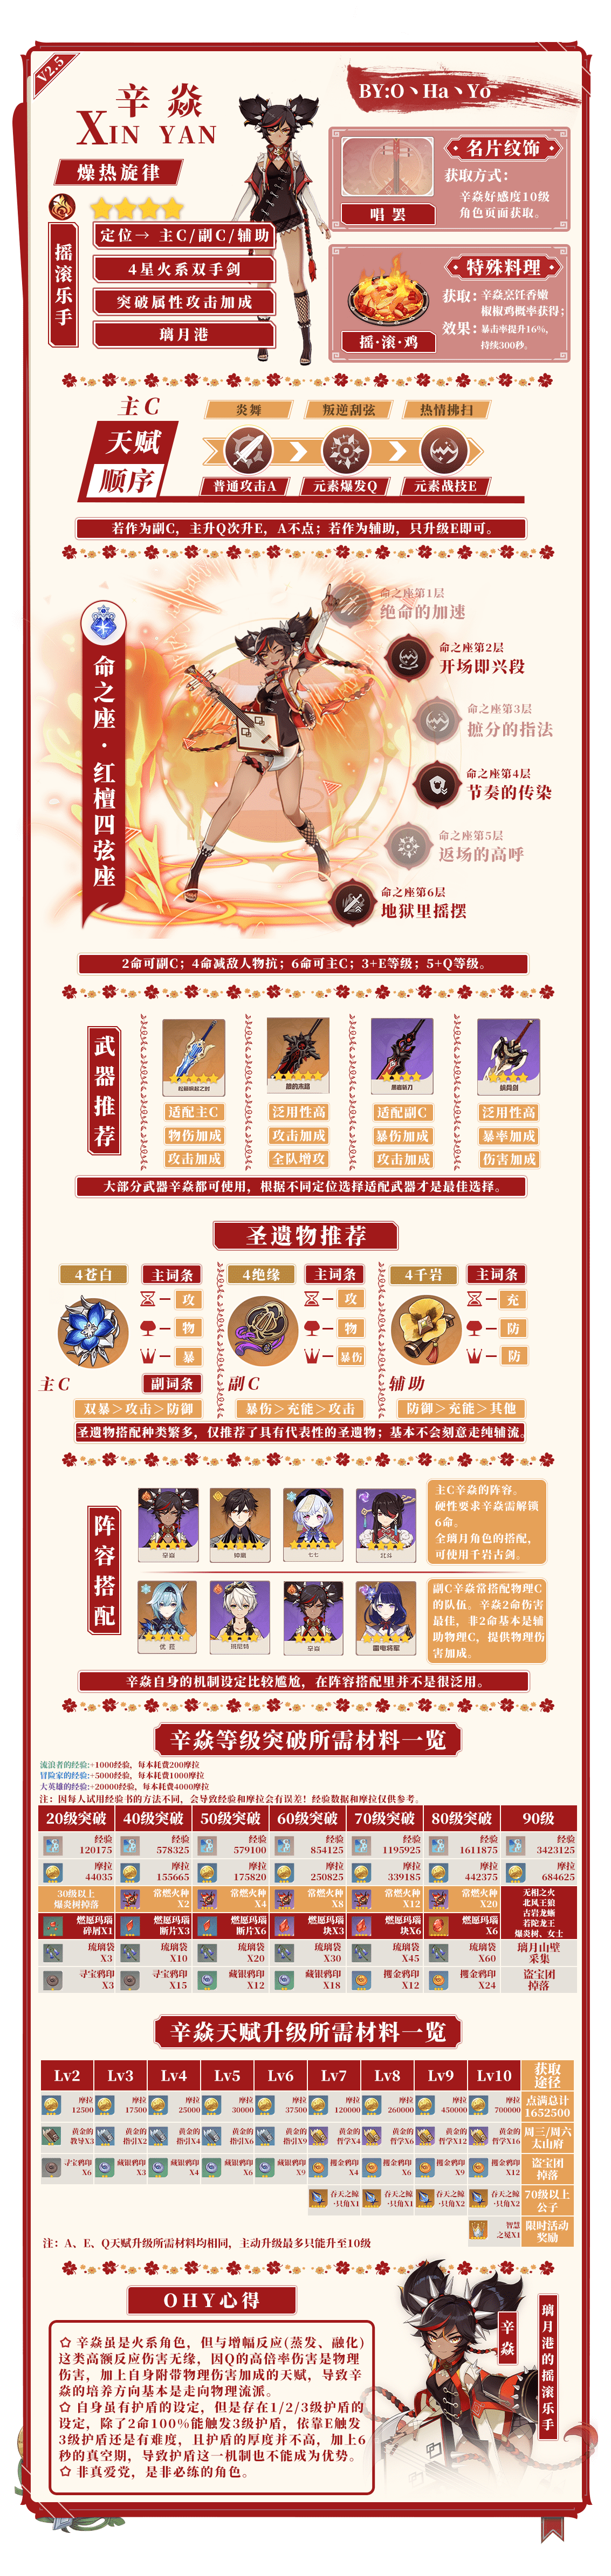 V2.5
辛焱
XIN YAN
BY:O丶Ha丶Yo
燥热旋律
摇滚乐手
定位→ 主C/副C/辅助
4星火系双手剑
突破属性攻击加成
璃月港
名片纹饰
获取方式：
辛焱好感度10级
角色页面获取。
唱罢
特殊料理
获取：辛焱烹饪香嫩
椒椒鸡概率获得；
效果：暴击率提升16%，
持续300秒。
摇·滚·鸡
主C
天赋
顺序
炎舞
叛逆刮弦
热情拂扫
普通攻击A
元素爆发Q
元素战技E
若作为副C，主升Q次升E，A不点；若作为辅助，只升级E即可。
命之座·红檀四弦座
命之座第1层
绝命的加速
命之座第2层
开场即兴段
命之座第3层
摭分的指法
命之座第4层
节奏的传染
命之座第5层
返场的高呼
命之座第6层
地狱里摇摆
2命可副C；4命减敌人物抗；6命可主C；3+E等级；5+Q等级。
武器推荐
松籁响起之时
狼的末路
黑岩斩刀
螭骨剑
适配主C
物伤加成
攻击加成
泛用性高
攻击加成
全队增攻
适配副C
暴伤加成
攻击加成
泛用性高
暴率加成
伤害加成
大部分武器辛焱都可使用，根据不同定位选择适配武器才是最佳选择。
圣遗物推荐
4苍白
主词条
攻
物
暴
主C
副词条
双暴＞攻击＞防御
4绝缘
主词条
攻
物
暴伤
副C
暴伤＞充能＞攻击
4千岩
主词条
充
防
防
辅助
防御＞充能＞其他
圣遗物搭配种类繁多，仅推荐了具有代表性的圣遗物；基本不会刻意走纯辅流。
阵容搭配
辛焱
钟离
七七
北斗
主C辛焱的阵容。
硬性要求辛焱需解锁
6命。
全璃月角色的搭配，
可使用千岩古剑。
优菈
班尼特
辛焱
雷电将军
副C辛焱常搭配物理C
的队伍。辛焱2命伤害
最佳，非2命基本是辅
助物理C，提供物理伤
害加成。
辛焱自身的机制设定比较尴尬，在阵容搭配里并不是很泛用。
辛焱等级突破所需材料一览
流浪者的经验:+1000经验，每本耗费200摩拉
冒险家的经验:+5000经验，每本耗费1000摩拉
大英雄的经验:+20000经验，每本耗费4000摩拉
注：因每人试用经验书的方法不同，会导致经验和摩拉会有误差！经验数据和摩拉仅供参考。
20级突破 40级突破 50级突破 60级突破 70级突破 80级突破 90级
经验 经验 经验 经验 经验 经验 经验
120175 578325 579100 854125 1195925 1611875 3423125
摩拉 摩拉 摩拉 摩拉 摩拉 摩拉 摩拉
44035 155665 175820 250825 339185 442375 684625
30级以上 常燃火种 常燃火种 常燃火种 常燃火种 常燃火种
爆炎树掉落 X2 X4 X8 X12 X20
无相之火
北风王狼
古岩龙蜥
若陀龙王
爆炎树、女士
燃愿玛瑙 燃愿玛瑙 燃愿玛瑙 燃愿玛瑙 燃愿玛瑙 燃愿玛瑙
碎屑X1 断片X3 断片X6 块X3 块X6 X6
琉璃袋 琉璃袋 琉璃袋 琉璃袋 琉璃袋 琉璃袋 璃月山壁
X3 X10 X20 X30 X45 X60 采集
寻宝鸦印 寻宝鸦印 藏银鸦印 藏银鸦印 攫金鸦印 攫金鸦印 盗宝团
X3 X15 X12 X18 X12 X24 掉落
辛焱天赋升级所需材料一览
Lv2 Lv3 Lv4 Lv5 Lv6 Lv7 Lv8 Lv9 Lv10 获取
途径
摩拉 摩拉 摩拉 摩拉 摩拉 摩拉 摩拉 摩拉 摩拉 点满总计
12500 17500 25000 30000 37500 120000 260000 450000 700000 1652500
黄金的 黄金的 黄金的 黄金的 黄金的 黄金的 黄金的 黄金的 黄金的 周三/周六
教导X3 指引X2 指引X4 指引X6 指引X9 哲学X4 哲学X6 哲学X12 哲学X16 太山府
寻宝鸦印 藏银鸦印 藏银鸦印 藏银鸦印 藏银鸦印 攫金鸦印 攫金鸦印 攫金鸦印 攫金鸦印 盗宝团
X6 X3 X4 X6 X9 X4 X6 X9 X12 掉落
吞天之鲸 吞天之鲸 吞天之鲸 吞天之鲸 70级以上
·只角X1 ·只角X1 ·只角X2 ·只角X2 公子
智慧 限时活动
之冕X1 奖励
注：A、E、Q天赋升级所需材料均相同，主动升级最多只能升至10级
OHY心得
辛焱虽是火系角色，但与增幅反应(蒸发、融化)
这类高额反应伤害无缘，因Q的高倍率伤害是物理
伤害，加上自身附带物理伤害加成的天赋，导致辛
焱的培养方向基本是走向物理流派。
自身虽有护盾的设定，但是存在1/2/3级护盾的
设定，除了2命100%能触发3级护盾，依靠E触发
3级护盾还是有难度，且护盾的厚度并不高，加上6
秒的真空期，导致护盾这一机制也不能成为优势。
非真爱党，是非必练的角色。
辛焱
璃月港的摇滚乐手